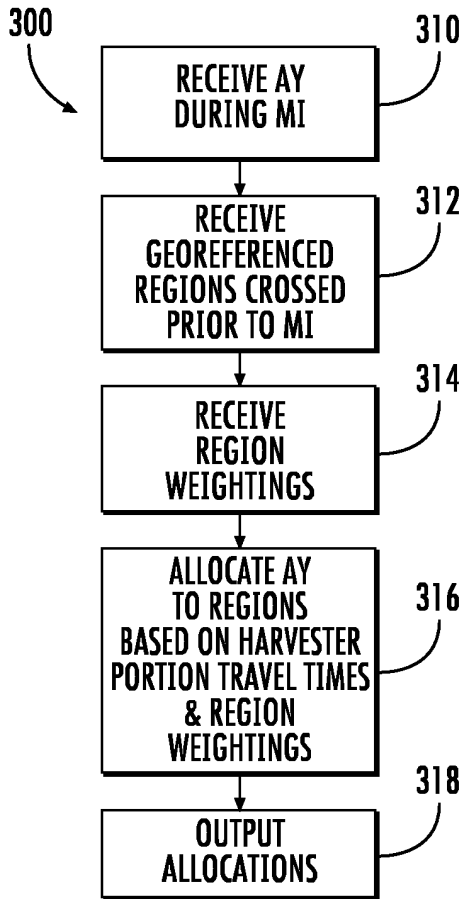 300
310
RECEIVE AY
DURING MI
312
RECEIVE
GEOREFERENCED
REGIONS CROSSED
PRIOR TO MI
314
RECEIVE
REGION
WEIGHTINGS
316
ALLOCATE AY
TO REGIONS
BASED ON HARVESTER
PORTION TRAVEL TIMES
& REGION
WEIGHTINGS
318
OUTPUT
ALLOCATIONS